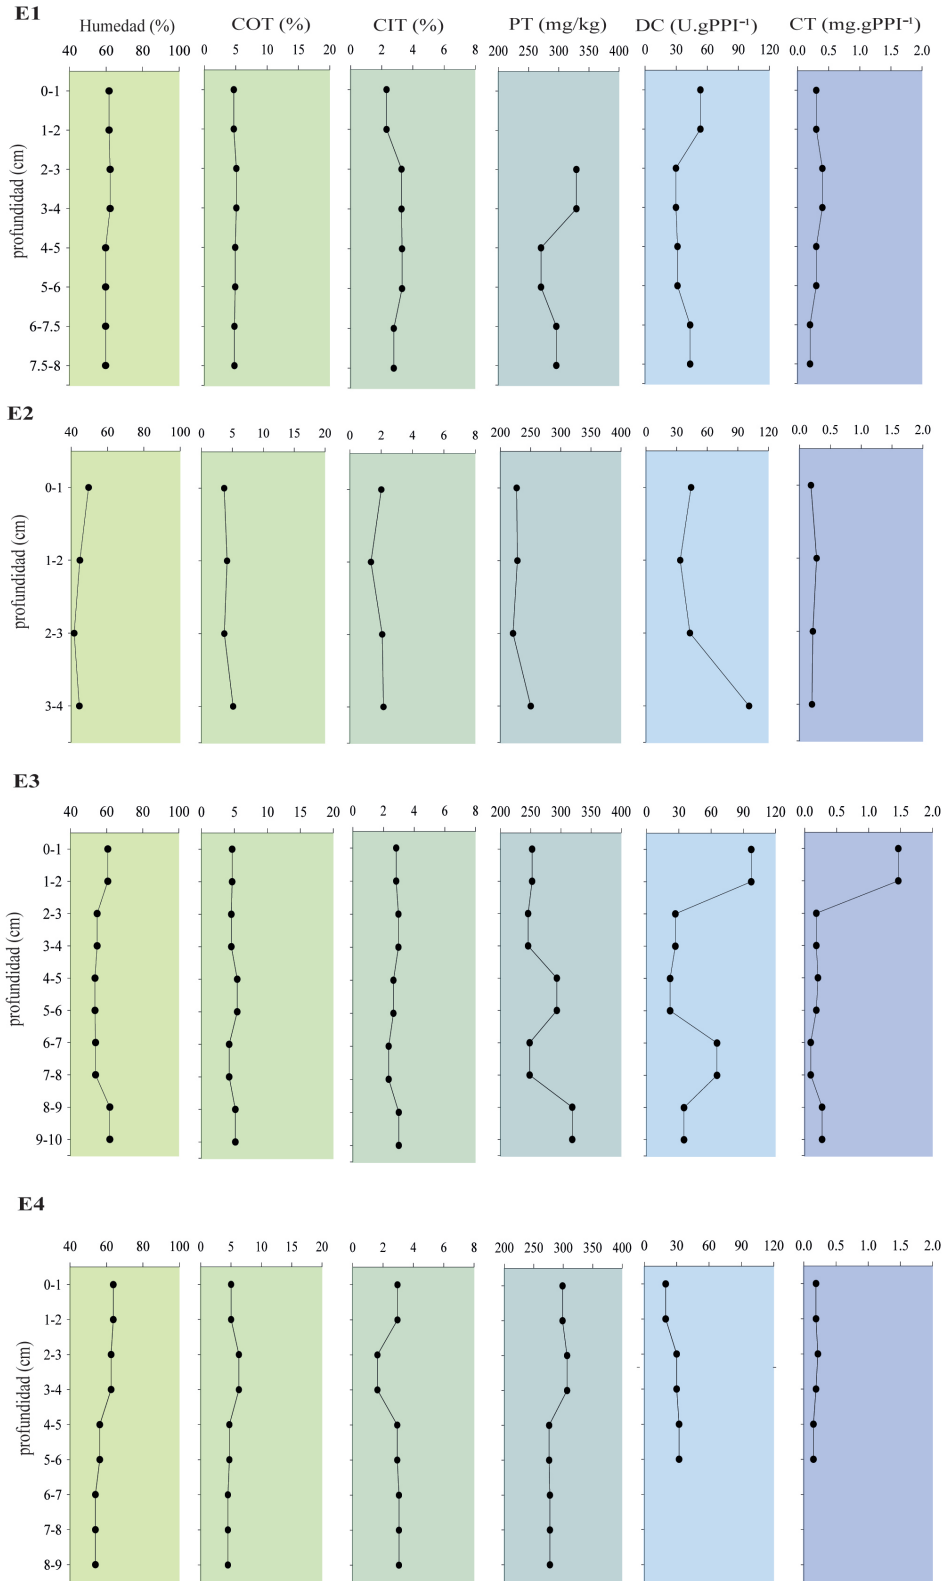 E1
Humedad (%) COT (%) CIT (%) PT (mg/kg) DC (U.gPPI⁻¹) CT (mg.gPPI⁻¹)
40 60 80 100 0 5 10 15 20 0 2 4 6 8 200 250 300 350 400 0 30 60 90 120 0.0 0.5 1.0 1.5 2.0
profundidad (cm)
0-1
1-2
2-3
3-4
4-5
5-6
6-7.5
7.5-8
E2
40 60 80 100 0 5 10 15 20 0 2 4 6 8 200 250 300 350 400 0 30 60 90 120 0.0 0.5 1.0 1.5 2.0
profundidad (cm)
0-1
1-2
2-3
3-4
E3
40 60 80 100 0 5 10 15 20 0 2 4 6 8 200 250 300 350 400 0 30 60 90 120 0.0 0.5 1.0 1.5 2.0
profundidad (cm)
0-1
1-2
2-3
3-4
4-5
5-6
6-7
7-8
8-9
9-10
E4
40 60 80 100 0 5 10 15 20 0 2 4 6 8 200 250 300 350 400 0 30 60 90 120 0.0 0.5 1.0 1.5 2.0
profundidad (cm)
0-1
1-2
2-3
3-4
4-5
5-6
6-7
7-8
8-9